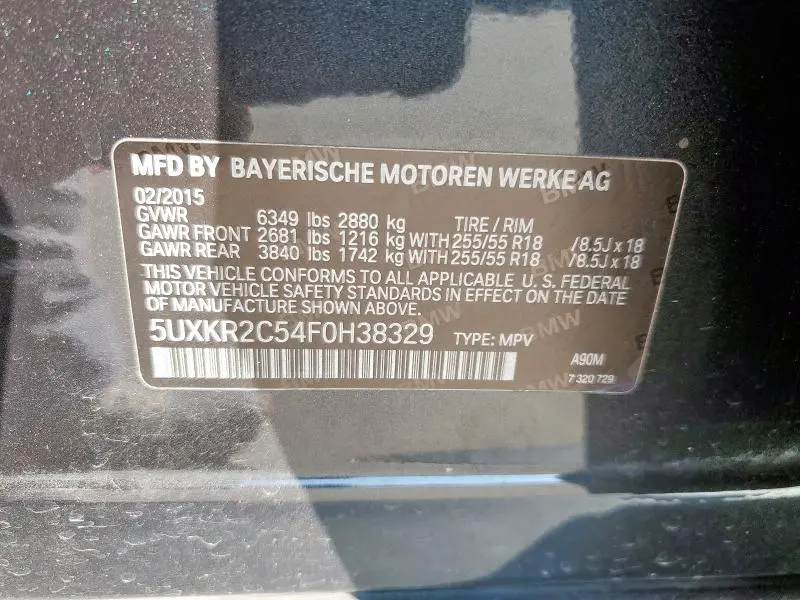 MFD BY BAYERISCHE MOTOREN WERKE AG
02/2015
GVWR 6349 lbs 2880 kg TIRE / RIM
GAWR FRONT 2681 lbs 1216 kg WITH 255/55 R18 /8.5J x 18
GAWR REAR 3840 lbs 1742 kg WITH 255/55 R18 /8.5J x 18
THIS VEHICLE CONFORMS TO ALL APPLICABLE U. S. FEDERAL
MOTOR VEHICLE SAFETY STANDARDS IN EFFECT ON THE DATE
OF MANUFACTURE SHOWN ABOVE.
5UXKR2C54F0H38329 TYPE: MPV
A90M
7 320 729